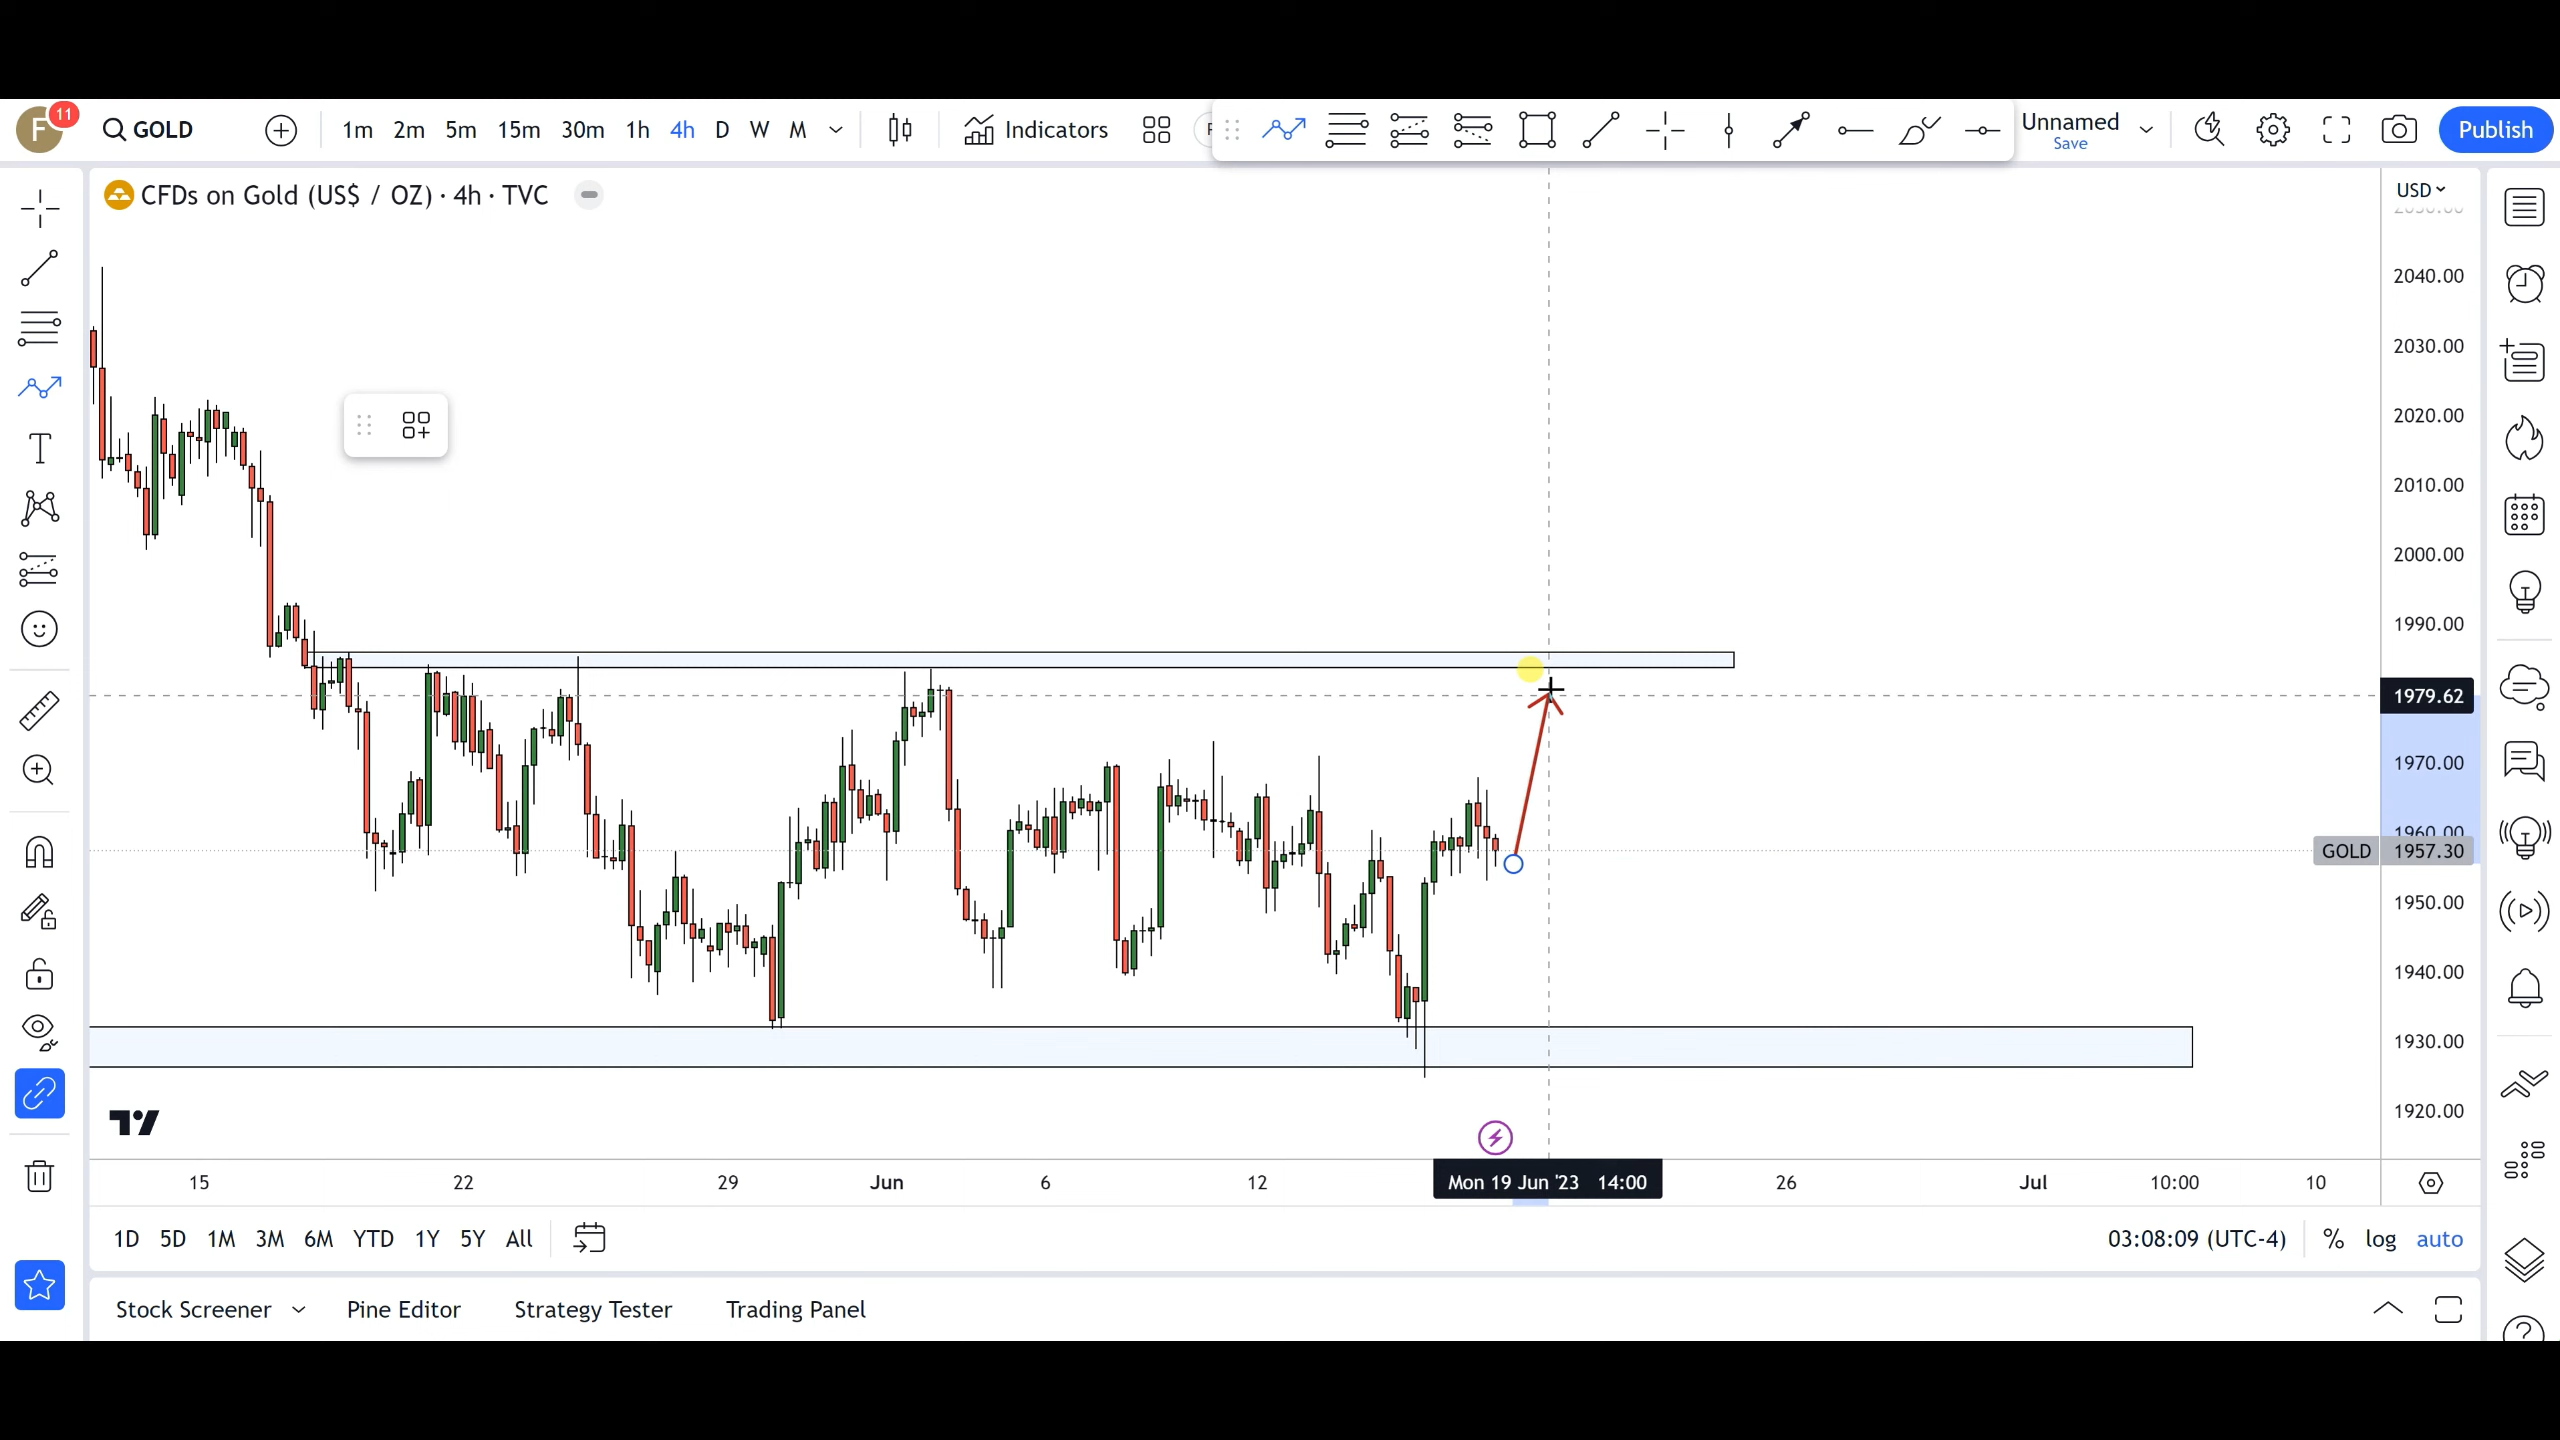 F 11 GOLD 1m 2m 5m 15m 30m 1h 4h D W M Indicators Unnamed Publish
Save
CFDs on Gold (US$ / OZ) · 4h · TVC
USD
2040.00
2030.00
2020.00
2010.00
2000.00
1990.00
1979.62
1970.00
1960.00
GOLD 1957.30
1950.00
1940.00
1930.00
1920.00
15 22 29 Jun 6 12 Mon 19 Jun '23 14:00 26 Jul 10:00 10
1D 5D 1M 3M 6M YTD 1Y 5Y All 03:08:09 (UTC-4) % log auto
Stock Screener Pine Editor Strategy Tester Trading Panel